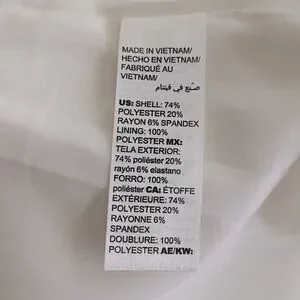 MADE IN VIETNAM/
HECHO EN VIETNAM/
FABRIQUÉ AU
VIETNAM/
صنع في فيتنام
US: SHELL: 74%
POLYESTER 20%
RAYON 6% SPANDEX
LINING: 100%
POLYESTER MX:
TELA EXTERIOR:
74% poliéster 20%
rayón 6% elastano
FORRO: 100%
poliéster CA: ÉTOFFE
EXTÉRIEURE: 74%
POLYESTER 20%
RAYONNE 6%
SPANDEX
DOUBLURE: 100%
POLYESTER AE/KW: